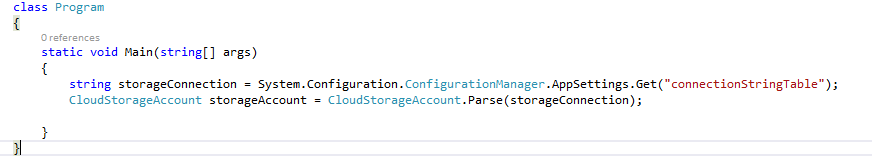 class Program
{
0 references
static void Main(string[] args)
{
string storageConnection = System.Configuration.ConfigurationManager.AppSettings.Get("connectionStringTable");
CloudStorageAccount storageAccount = CloudStorageAccount.Parse(storageConnection);
}
}